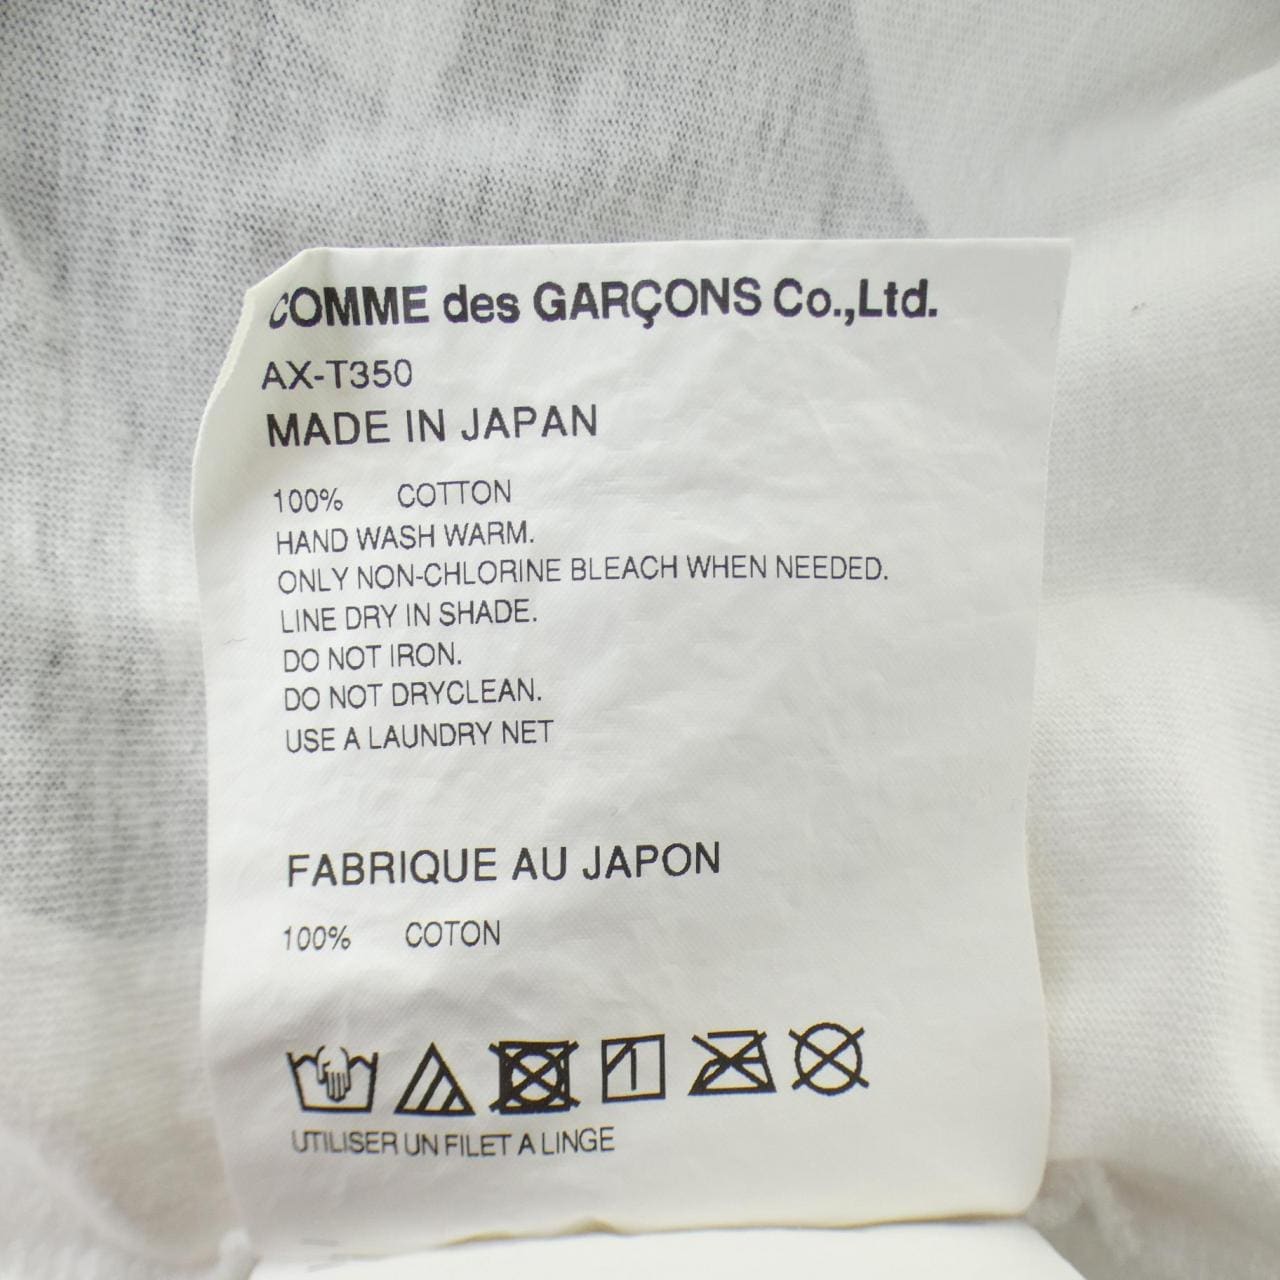 COMME des GARÇONS Co.,Ltd.
AX-T350
MADE IN JAPAN
100% COTTON
HAND WASH WARM.
ONLY NON-CHLORINE BLEACH WHEN NEEDED.
LINE DRY IN SHADE.
DO NOT IRON.
DO NOT DRYCLEAN.
USE A LAUNDRY NET
FABRIQUE AU JAPON
100% COTON
UTILISER UN FILET A LINGE